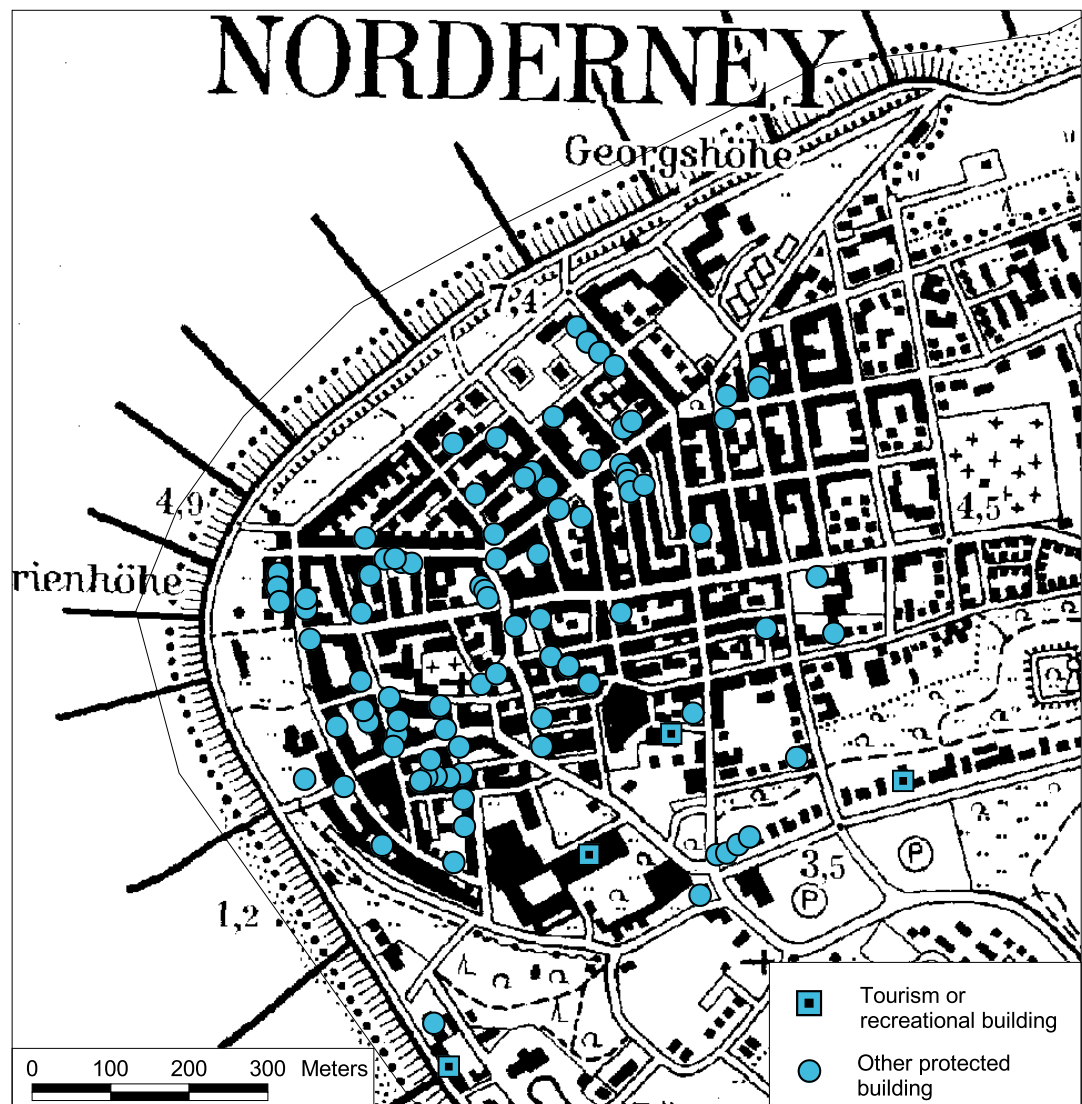 NORDERNEY
Georgshöhe
7,4
4,9
4,5
rienhöhe
3,5
P
P
1,2
Tourism or
recreational building
Other protected
building
0 100 200 300 Meters